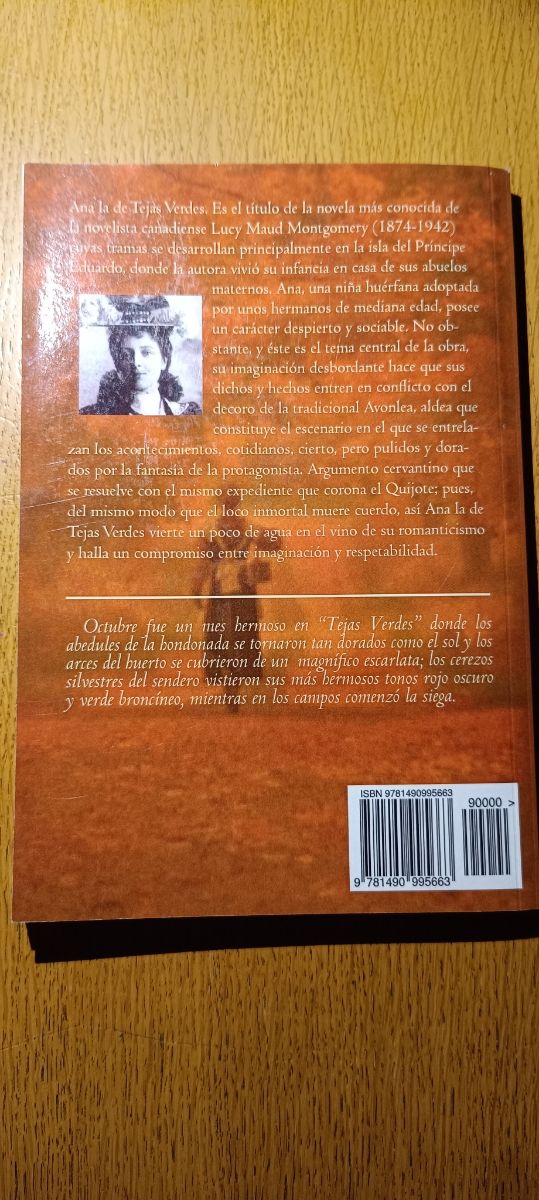 Ana la de Tejas Verdes. Es el título de la novela más conocida de
la novelista canadiense Lucy Maud Montgomery (1874-1942)
cuyas tramas se desarrollan principalmente en la isla del Príncipe
Eduardo, donde la autora vivió su infancia en casa de sus abuelos
maternos. Ana, una niña huérfana adoptada
por unos hermanos de mediana edad, posee
un carácter despierto y sociable. No obs-
tante, y éste es el tema central de la obra,
su imaginación desbordante hace que sus
dichos y hechos entren en conflicto con el
decoro de la tradicional Avonlea, aldea que
constituye el escenario en el que se entrela-
zan los acontecimientos, cotidianos, cierto, pero pulidos y dora-
dos por la fantasía de la protagonista. Argumento cervantino que
se resuelve con el mismo expediente que corona el Quijote; pues,
del mismo modo que el loco inmortal muere cuerdo, así Ana la de
Tejas Verdes vierte un poco de agua en el vino de su romanticismo
y halla un compromiso entre imaginación y respetabilidad.
Octubre fue un mes hermoso en "Tejas Verdes" donde los
abedules de la hondonada se tornaron tan dorados como el sol y los
arces del huerto se cubrieron de un magnífico escarlata; los cerezos
silvestres del sendero vistieron sus más hermosos tonos rojo oscuro
y verde broncíneo, mientras en los campos comenzó la siega.
ISBN 9781490995663
90000 >
9 781490 995663